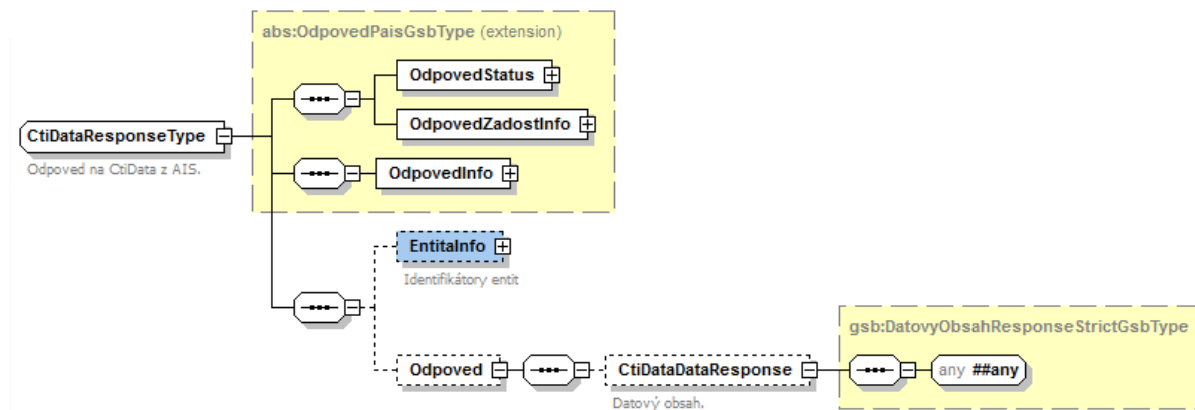 abs:OdpovedPaisGsbType (extension)
OdpovedStatus
OdpovedZadostInfo
CtiDataResponseType
Odpoved na CtiData z AIS.
OdpovedInfo
EntitaInfo
Identifikátory entit
gsb:DatovyObsahResponseStrictGsbType
Odpoved
CtiDataDataResponse
any ##any
Datový obsah.